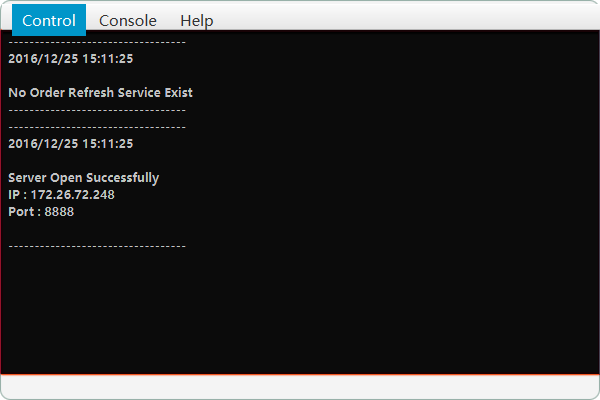 Control Console Help
----------------------------------
2016/12/25 15:11:25
No Order Refresh Service Exist
----------------------------------
----------------------------------
2016/12/25 15:11:25
Server Open Successfully
IP : 172.26.72.248
Port : 8888
----------------------------------